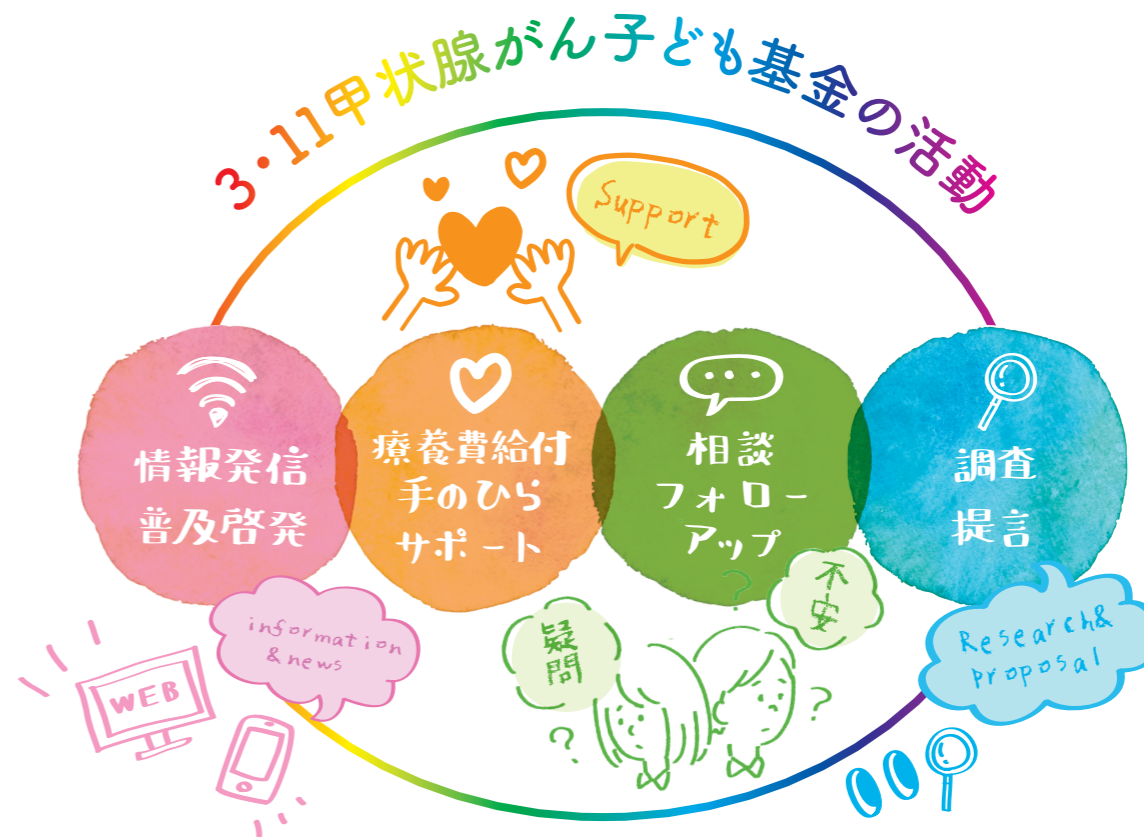 3・11甲状腺がん子ども基金の活動
Support
情報発信
普及啓発
療養費給付
手のひら
サポート
相談
フォロー
アップ
調査
提言
information
& news
WEB
疑問
?
?
?
不安
Research&
proposal